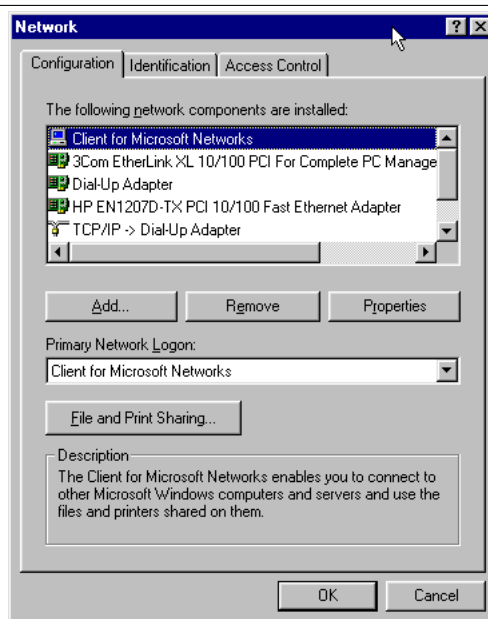 Network
Configuration Identification Access Control
The following network components are installed:
Client for Microsoft Networks
3Com EtherLink XL 10/100 PCI For Complete PC Manage
Dial-Up Adapter
HP EN1207D-TX PCI 10/100 Fast Ethernet Adapter
TCP/IP -> Dial-Up Adapter
Add... Remove Properties
Primary Network Logon:
Client for Microsoft Networks
File and Print Sharing...
Description
The Client for Microsoft Networks enables you to connect to
other Microsoft Windows computers and servers and use the
files and printers shared on them.
OK Cancel